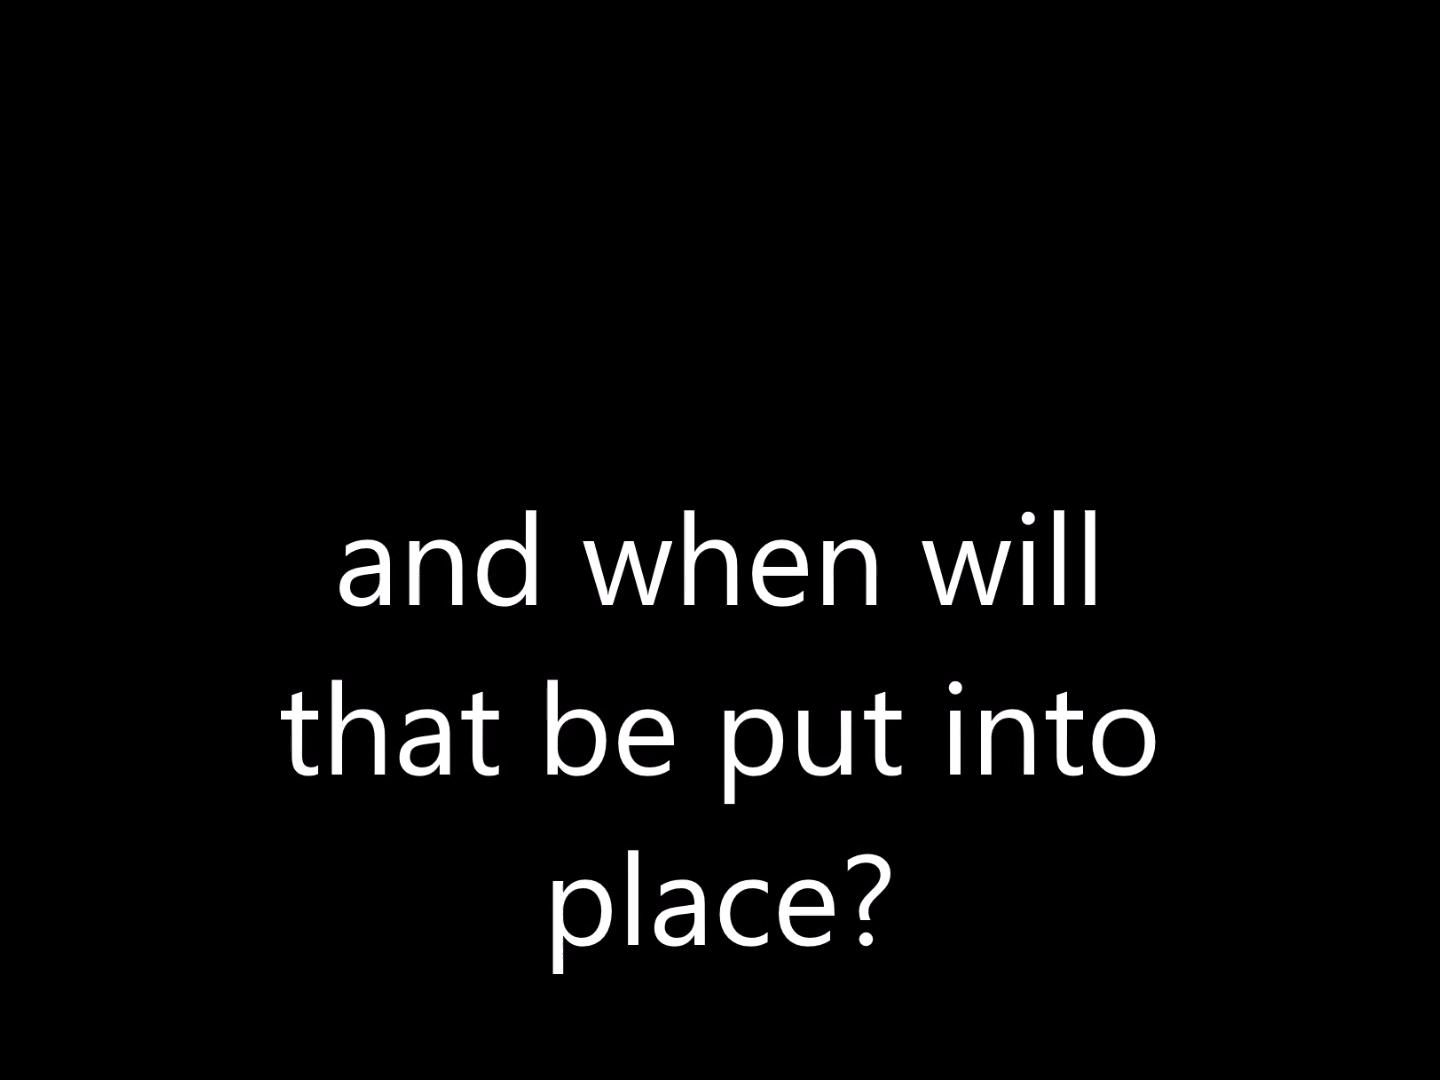 and when will
that be put into
place?